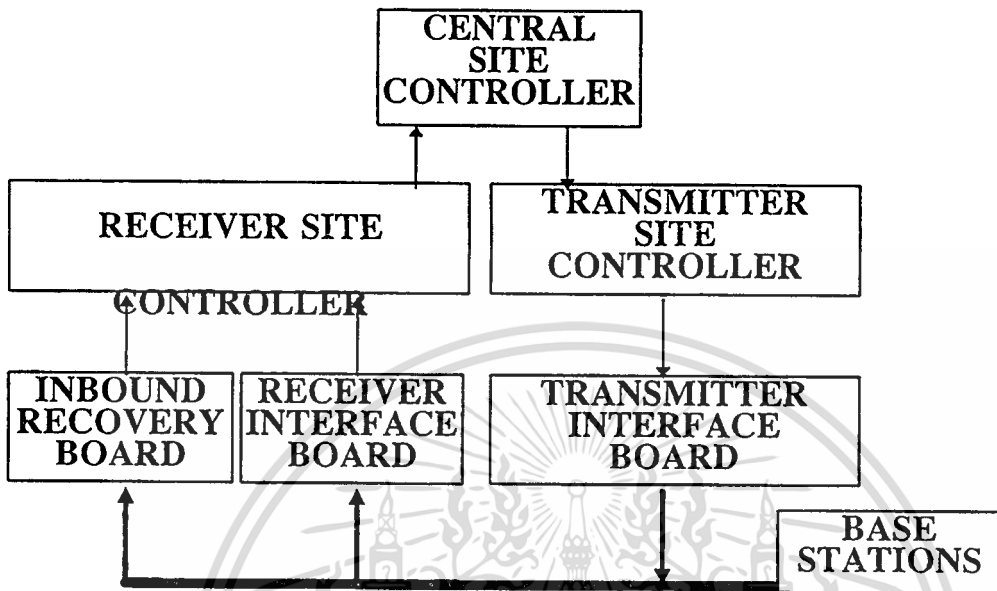 CENTRAL
SITE
CONTROLLER
RECEIVER SITE
CONTROLLER
TRANSMITTER
SITE
CONTROLLER
INBOUND
RECOVERY
BOARD
RECEIVER
INTERFACE
BOARD
TRANSMITTER
INTERFACE
BOARD
BASE
STATIONS